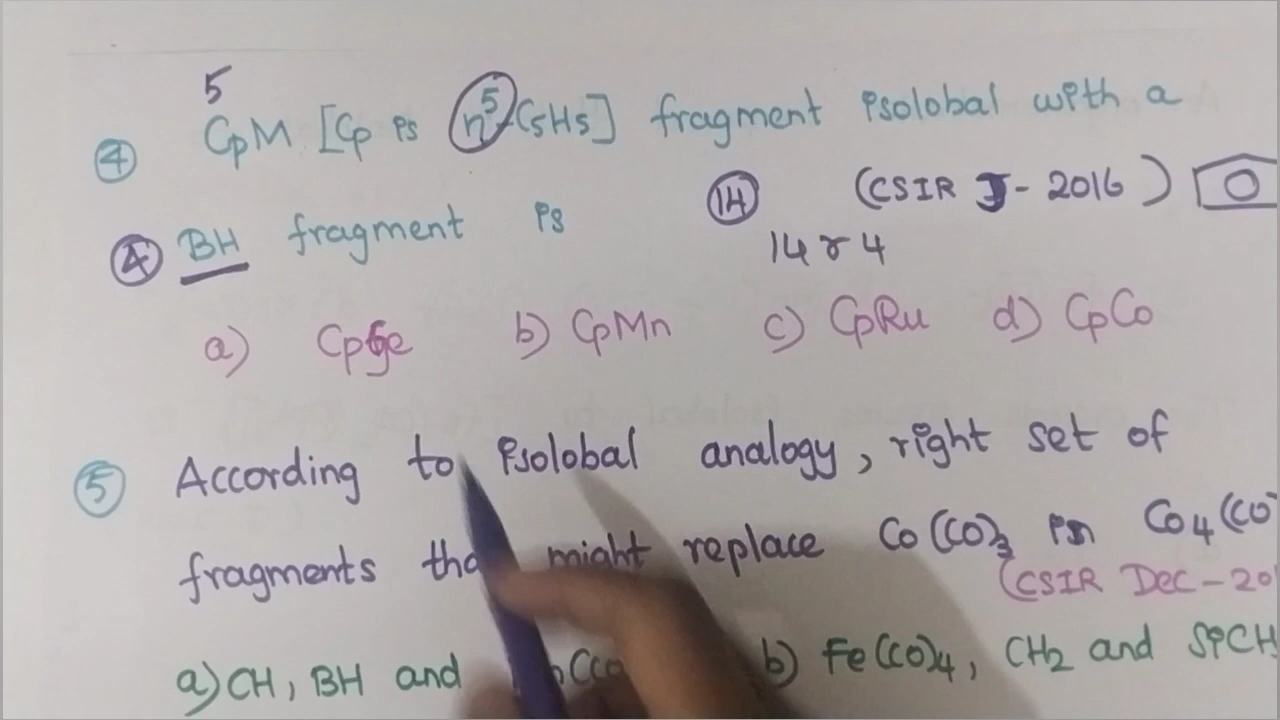 5
④ CpM [Cp is η⁵-C₅H₅] fragment isolobal with a
④ BH fragment is ⑭ (CSIR J - 2016)
14 r 4
a) CpGe b) CpMn c) CpRu d) CpCo
⑤ According to isolobal analogy, right set of
fragments might replace Co(CO)₃ in Co₄(CO)
(CSIR Dec - 20
a) CH, BH and b) Fe(CO)₄, CH₂ and SiCH